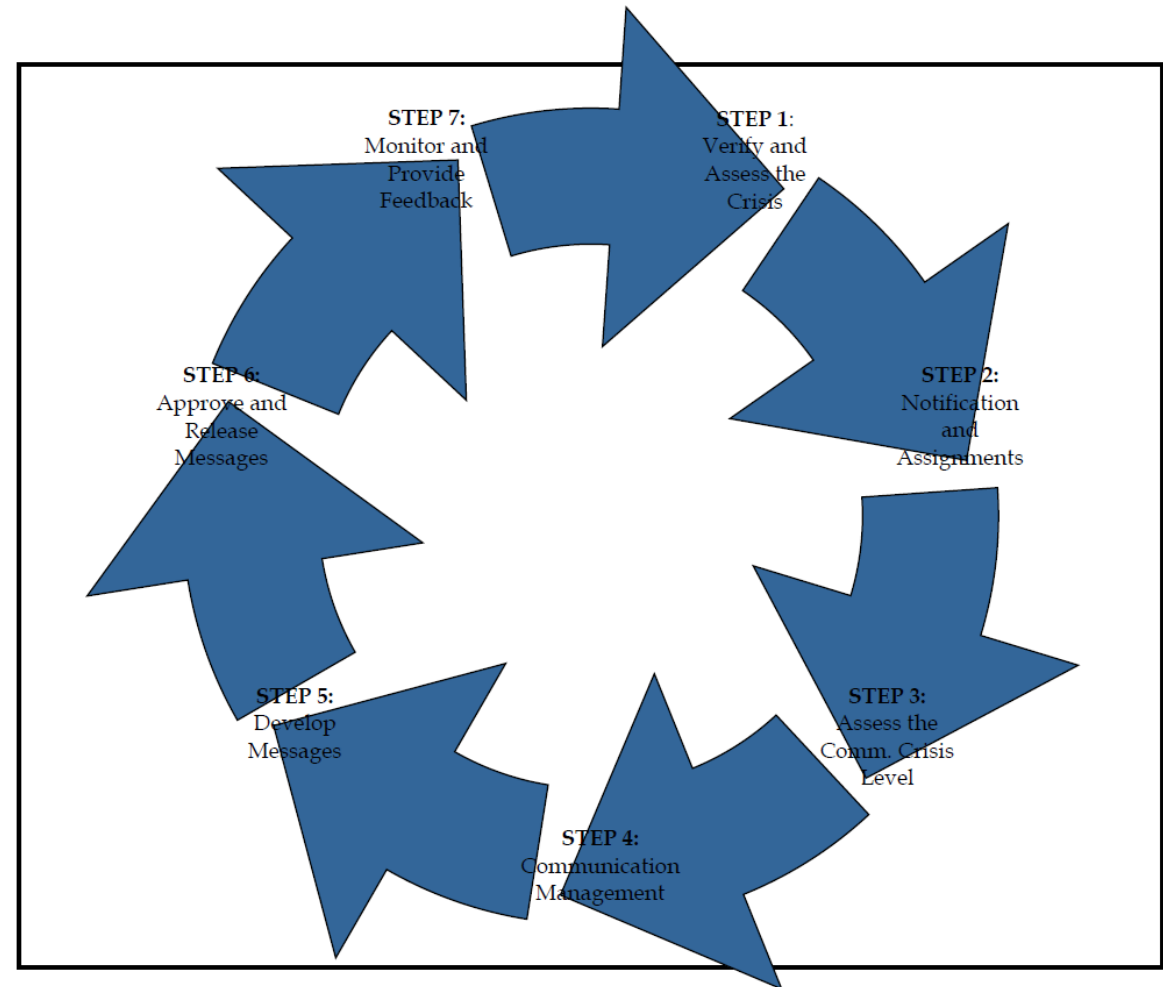 STEP 1:
Verify and
Assess the
Crisis
STEP 2:
Notification
and
Assignments
STEP 3:
Assess the
Comm. Crisis
Level
STEP 4:
Communication
Management
STEP 5:
Develop
Messages
STEP 6:
Approve and
Release
Messages
STEP 7:
Monitor and
Provide
Feedback